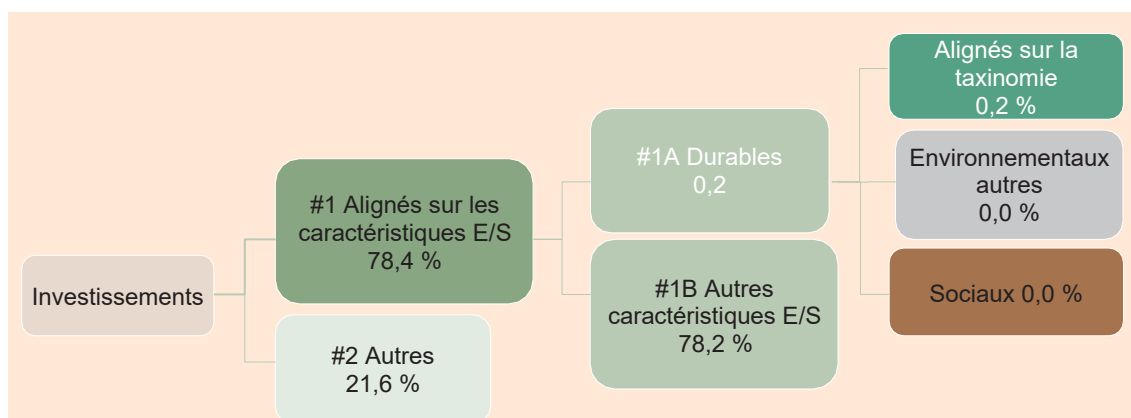 Investissements
#1 Alignés sur les
caractéristiques E/S
78,4 %
#2 Autres
21,6 %
#1A Durables
0,2
#1B Autres
caractéristiques E/S
78,2 %
Alignés sur la
taxinomie
0,2 %
Environnementaux
autres
0,0 %
Sociaux 0,0 %